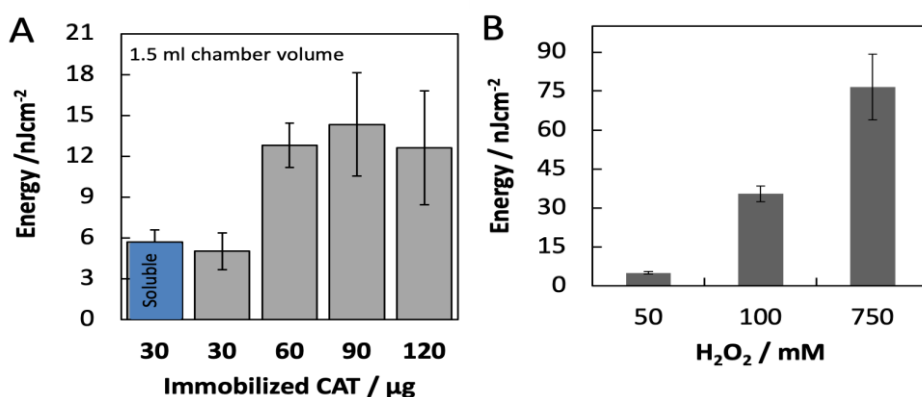 A
1.5 ml chamber volume
Energy /nJcm⁻²
21
18
15
12
9
6
3
0
Soluble
30
30
60
90
120
Immobilized CAT / µg
B
Energy / nJcm⁻²
90
75
60
45
30
15
0
50
100
750
H₂O₂ / mM